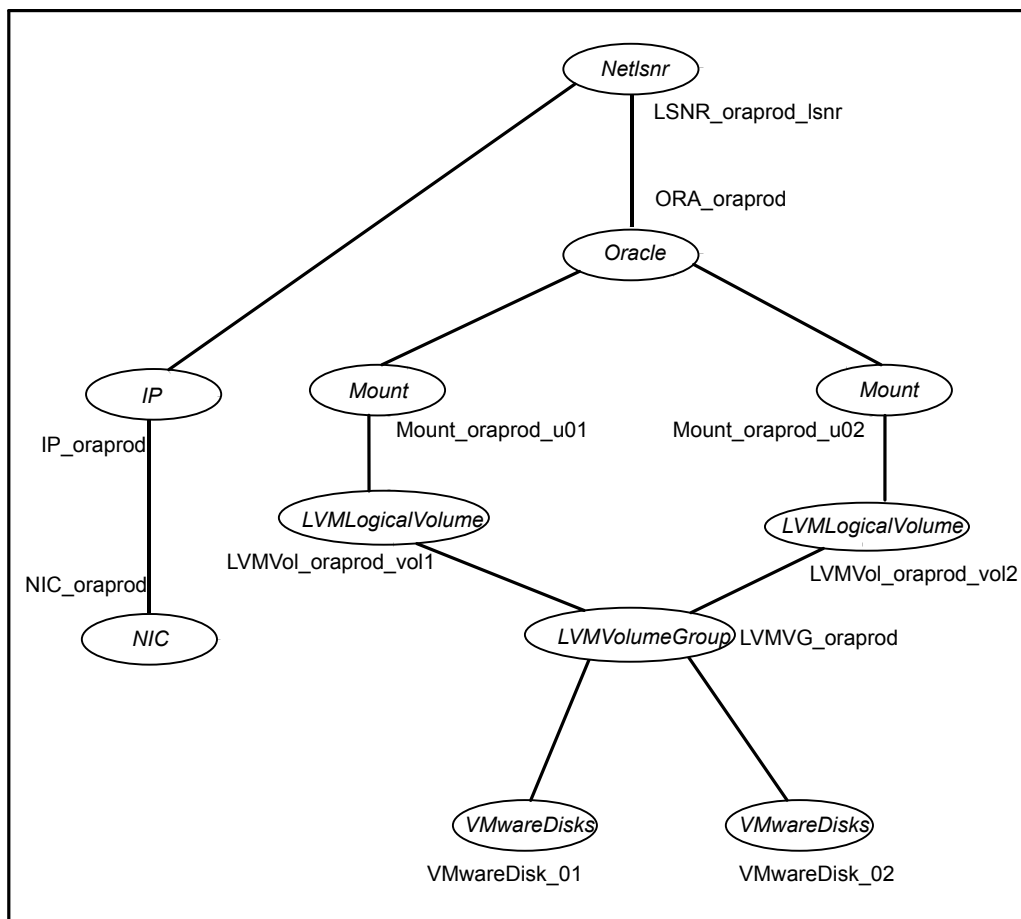 Netlsnr
LSNR_oraprod_lsnr
ORA_oraprod
Oracle
IP
Mount
Mount
IP_oraprod
Mount_oraprod_u01
Mount_oraprod_u02
LVMLogicalVolume
LVMLogicalVolume
LVMVol_oraprod_vol1
LVMVol_oraprod_vol2
NIC_oraprod
NIC
LVMVolumeGroup
LVMVG_oraprod
VMwareDisks
VMwareDisks
VMwareDisk_01
VMwareDisk_02